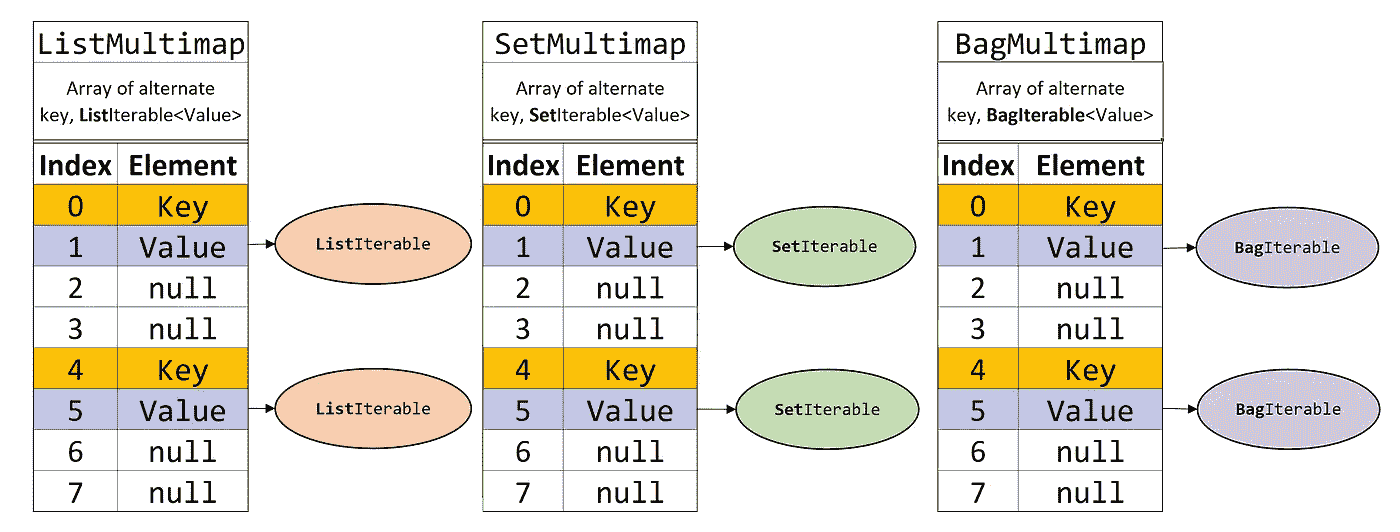 ListMultimap
Array of alternate
key, ListIterable<Value>
Index Element
0 Key
1 Value
2 null
3 null
4 Key
5 Value
6 null
7 null
ListIterable
ListIterable
SetMultimap
Array of alternate
key, SetIterable<Value>
Index Element
0 Key
1 Value
2 null
3 null
4 Key
5 Value
6 null
7 null
SetIterable
SetIterable
BagMultimap
Array of alternate
key, BagIterable<Value>
Index Element
0 Key
1 Value
2 null
3 null
4 Key
5 Value
6 null
7 null
BagIterable
BagIterable